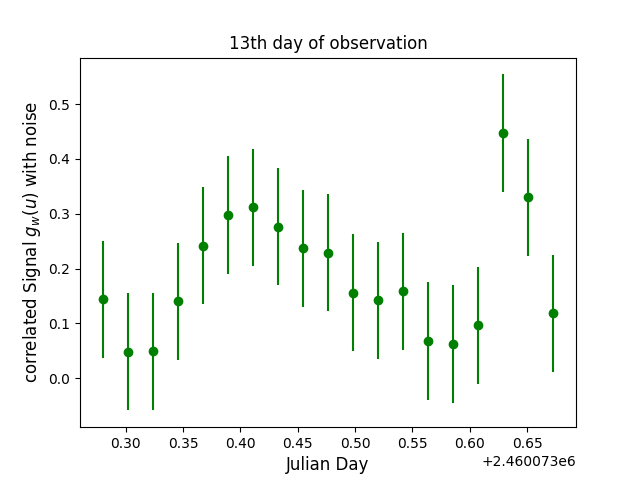 13th day of observation
correlated Signal g_w(u) with noise
0.5
0.4
0.3
0.2
0.1
0.0
0.30 0.35 0.40 0.45 0.50 0.55 0.60 0.65
Julian Day
+2.460073e6